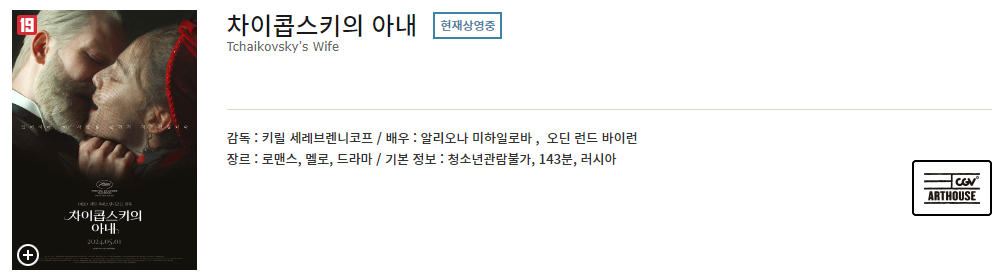 19
차이콥스키의 아내 현재상영중
Tchaikovsky's Wife
감독 : 키릴 세레브렌니코프 / 배우 : 알리오나 미하일로바 , 오딘 런드 바이런
장르 : 로맨스, 멜로, 드라마 / 기본 정보 : 청소년관람불가, 143분, 러시아
CGV
ARTHOUSE
차이콥스키의
아내
2024.05.01